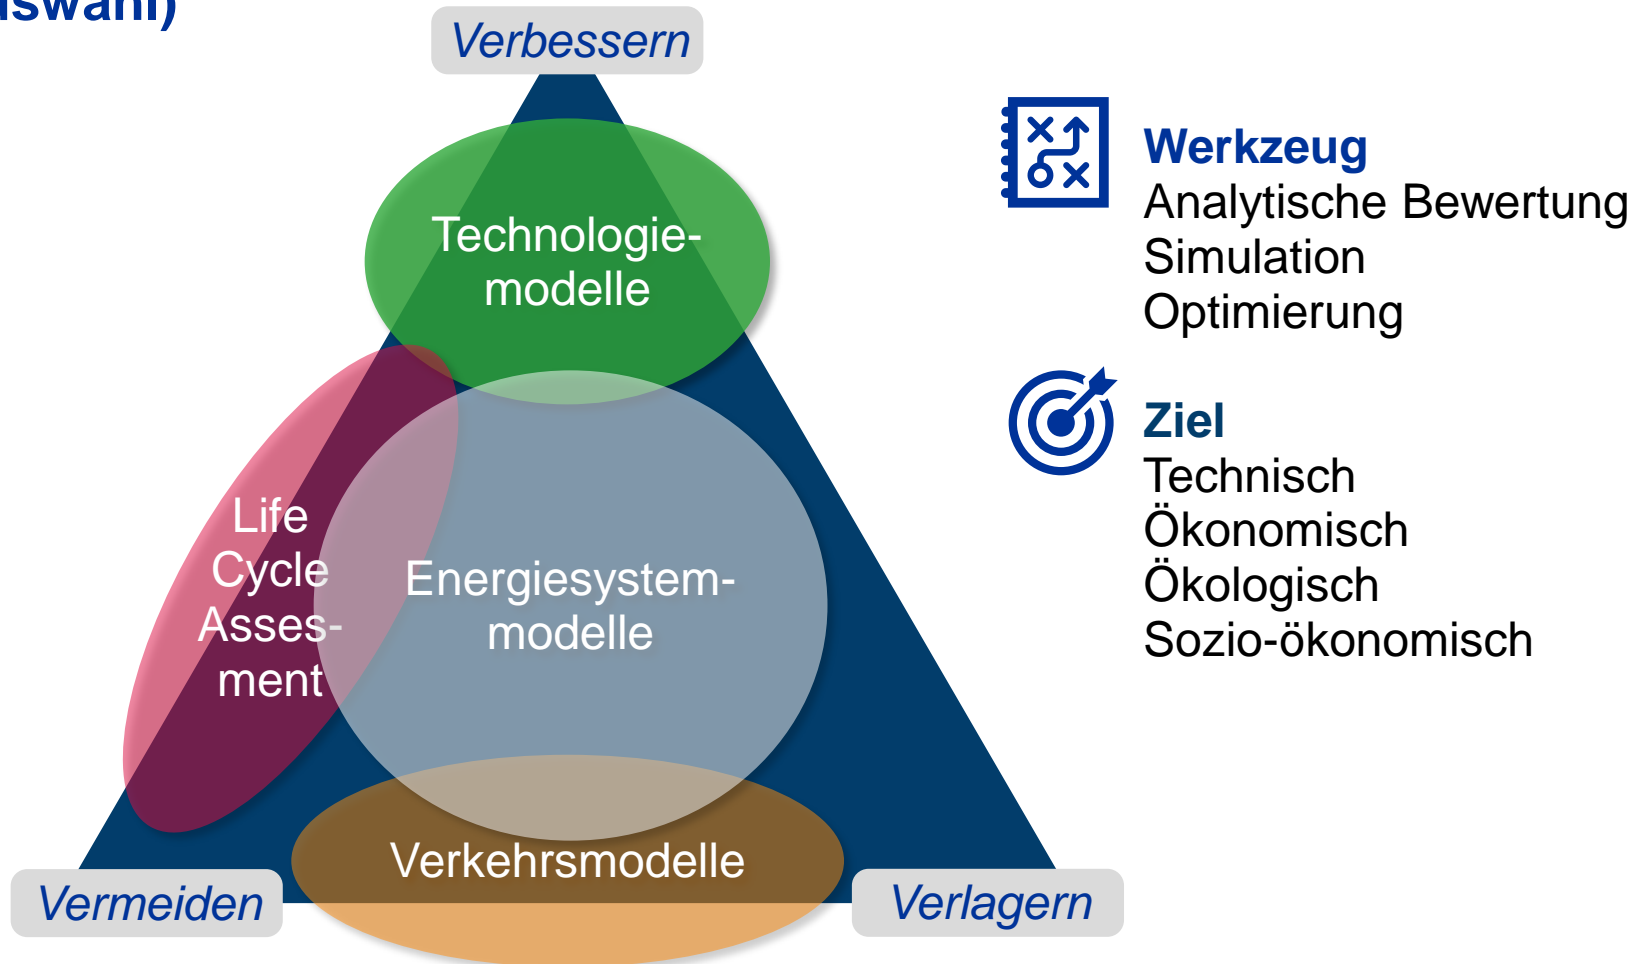 uswahl)
Verbessern
Technologie-
modelle
Life
Cycle
Asses-
ment
Energiesystem-
modelle
Verkehrsmodelle
Vermeiden
Verlagern
Werkzeug
Analytische Bewertung
Simulation
Optimierung
Ziel
Technisch
Ökonomisch
Ökologisch
Sozio-ökonomisch